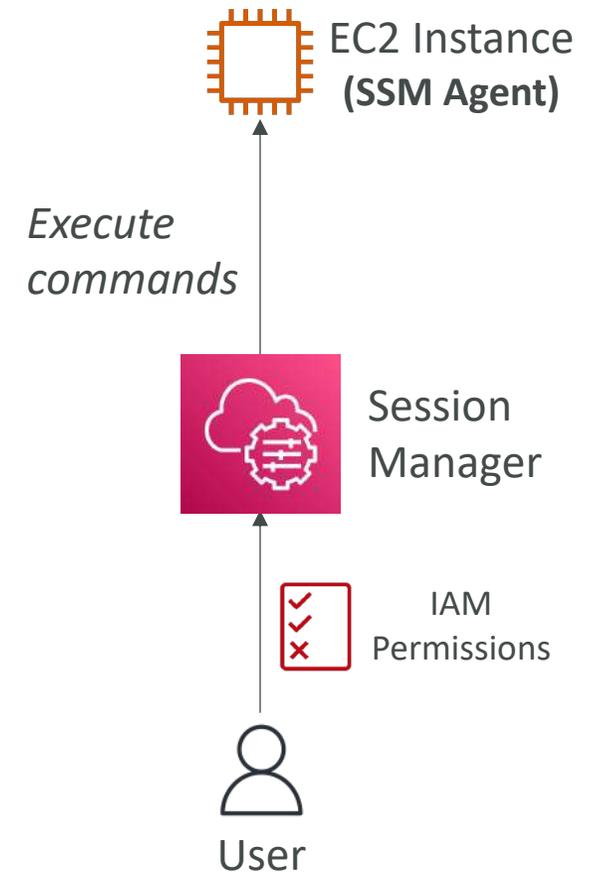 EC2 Instance
(SSM Agent)
Execute
commands
Session
Manager
IAM
Permissions
User